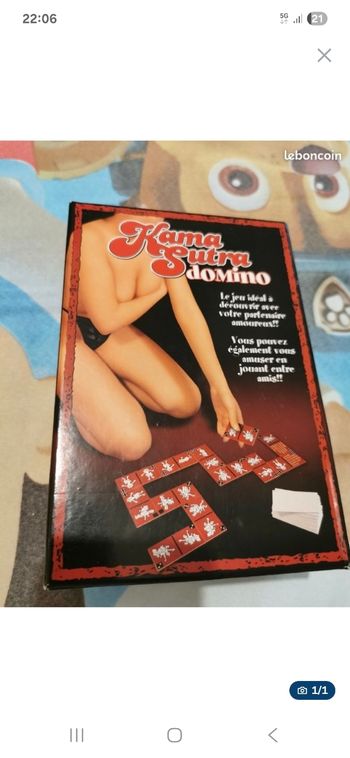 22:06
5G
21
leboncoin
Kama
Sutra
domino
Le jeu idéal à
découvrir avec
votre partenaire
amoureux!!
Vous pouvez
également vous
amuser en
jouant entre
amis!!
1/1